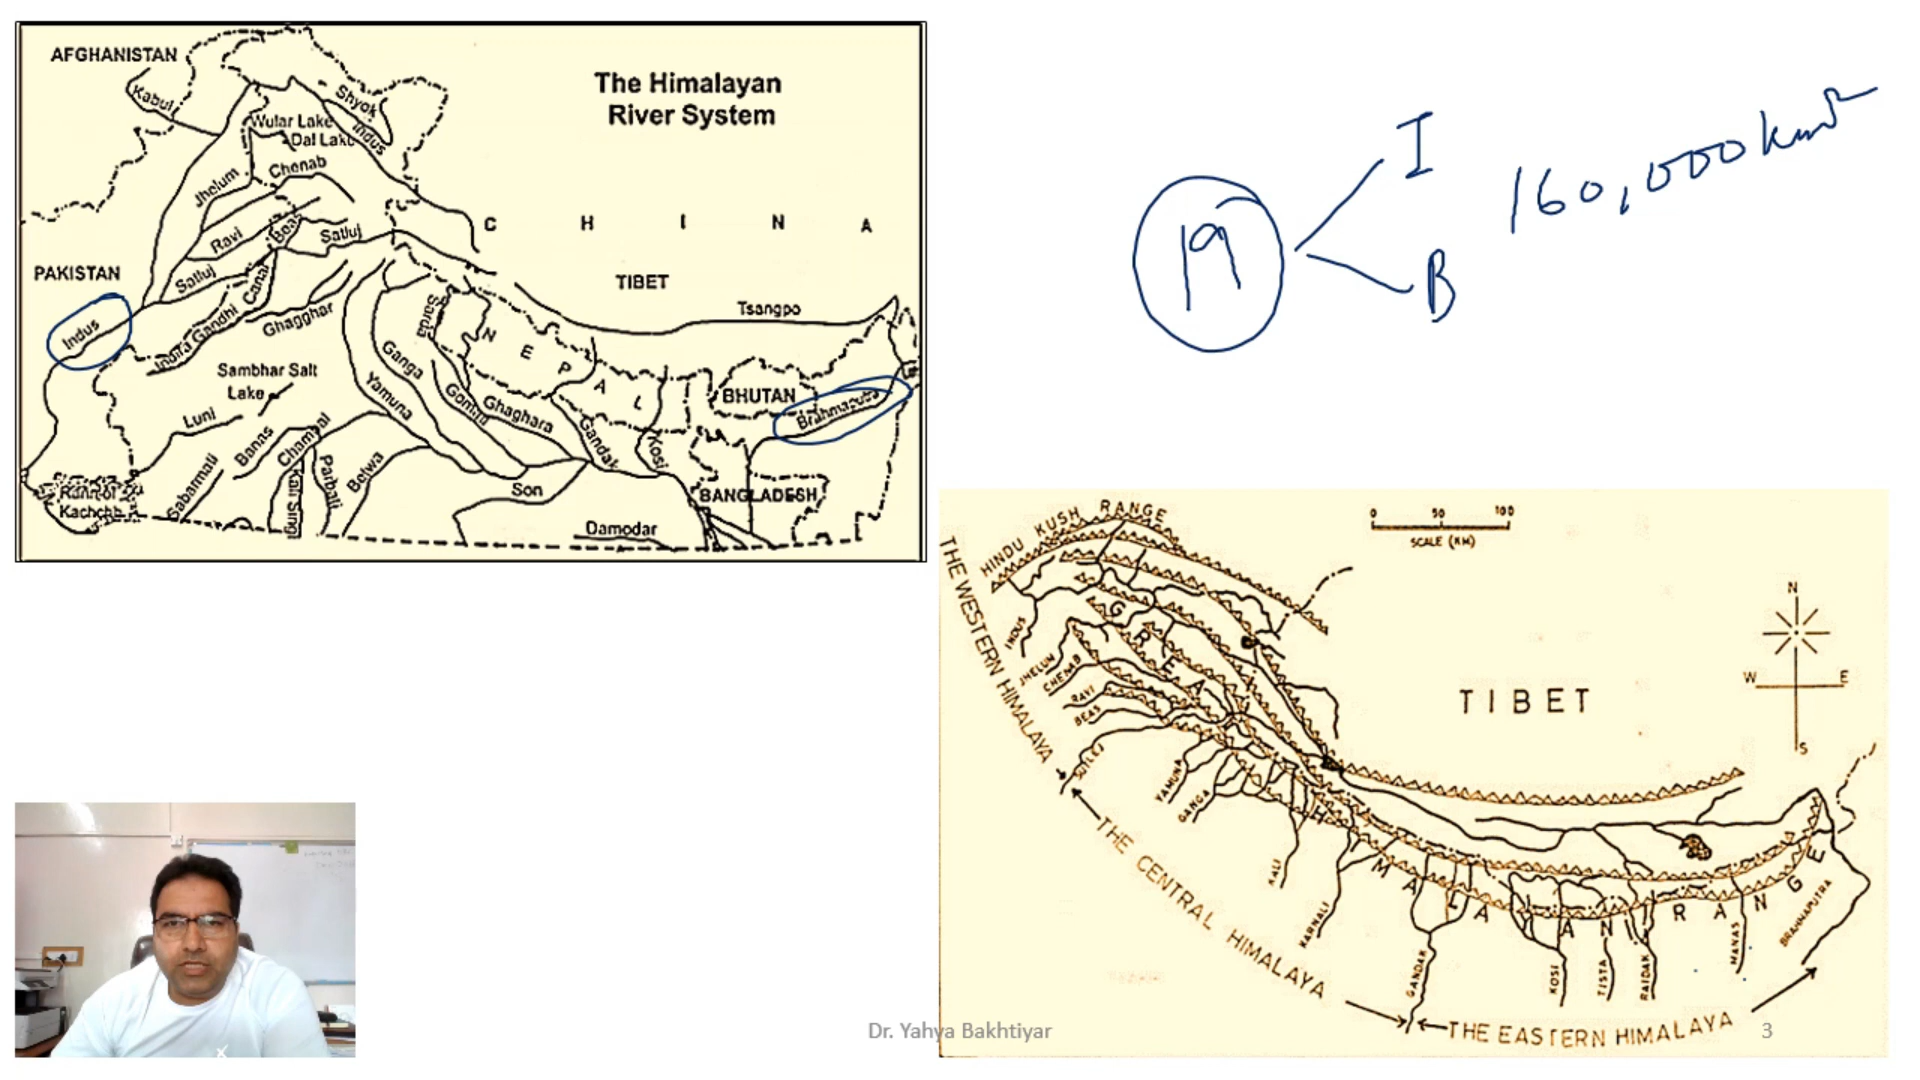 AFGHANISTAN
Kabul
The Himalayan
River System
Shyok
Indus
Wular Lake
Dal Lake
Chenab
Jhelum
Ravi
Beas
Satluj
C H I N A
PAKISTAN
Satluj
TIBET
Indus
Indira Gandhi Canal
Ghagghar
Sarda
Tsangpo
N E P A L
Sambhar Salt
Lake
Ganga
Yamuna
Gomti
Ghaghara
Gandak
Kosi
BHUTAN
Brahmaputra
Luni
Banas
Chambal
Sabarmati
Kali Sindh
Parbati
Betwa
Rann of
Kachchh
Son
BANGLADESH
Damodar
19
I
B
160,000 km²
HINDU KUSH RANGE
0 50 100
SCALE (KM)
THE WESTERN HIMALAYA
N
W E
S
INDUS
JHELUM
CHENAB
RAVI
BEAS
SUTLEJ
YAMUNA
GANGA
KALI
KARNALI
GANDAK
KOSI
TISTA
RAIDAK
MANAS
BRAHMAPUTRA
TIBET
GREAT HIMALAYAN RANGE
THE CENTRAL HIMALAYA
THE EASTERN HIMALAYA
Dr. Yahya Bakhtiyar
3